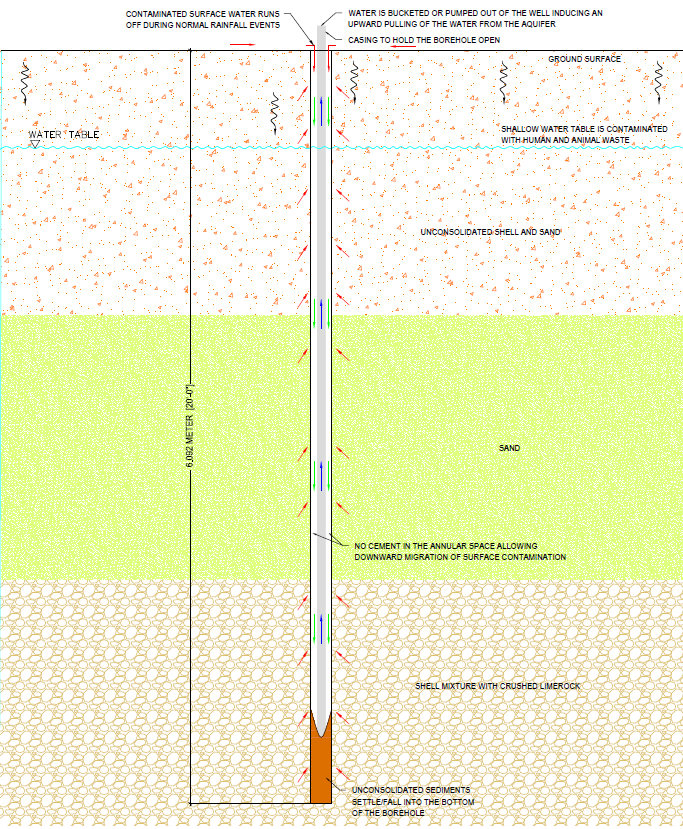 CONTAMINATED SURFACE WATER RUNS
OFF DURING NORMAL RAINFALL EVENTS
WATER IS BUCKETED OR PUMPED OUT OF THE WELL INDUCING AN
UPWARD PULLING OF THE WATER FROM THE AQUIFER
CASING TO HOLD THE BOREHOLE OPEN
GROUND SURFACE
WATER TABLE
SHALLOW WATER TABLE IS CONTAMINATED
WITH HUMAN AND ANIMAL WASTE
UNCONSOLIDATED SHELL AND SAND
6.092 METER [20'-0"]
SAND
NO CEMENT IN THE ANNULAR SPACE ALLOWING
DOWNWARD MIGRATION OF SURFACE CONTAMINATION
SHELL MIXTURE WITH CRUSHED LIMEROCK
UNCONSOLIDATED SEDIMENTS
SETTLE/FALL INTO THE BOTTOM
OF THE BOREHOLE